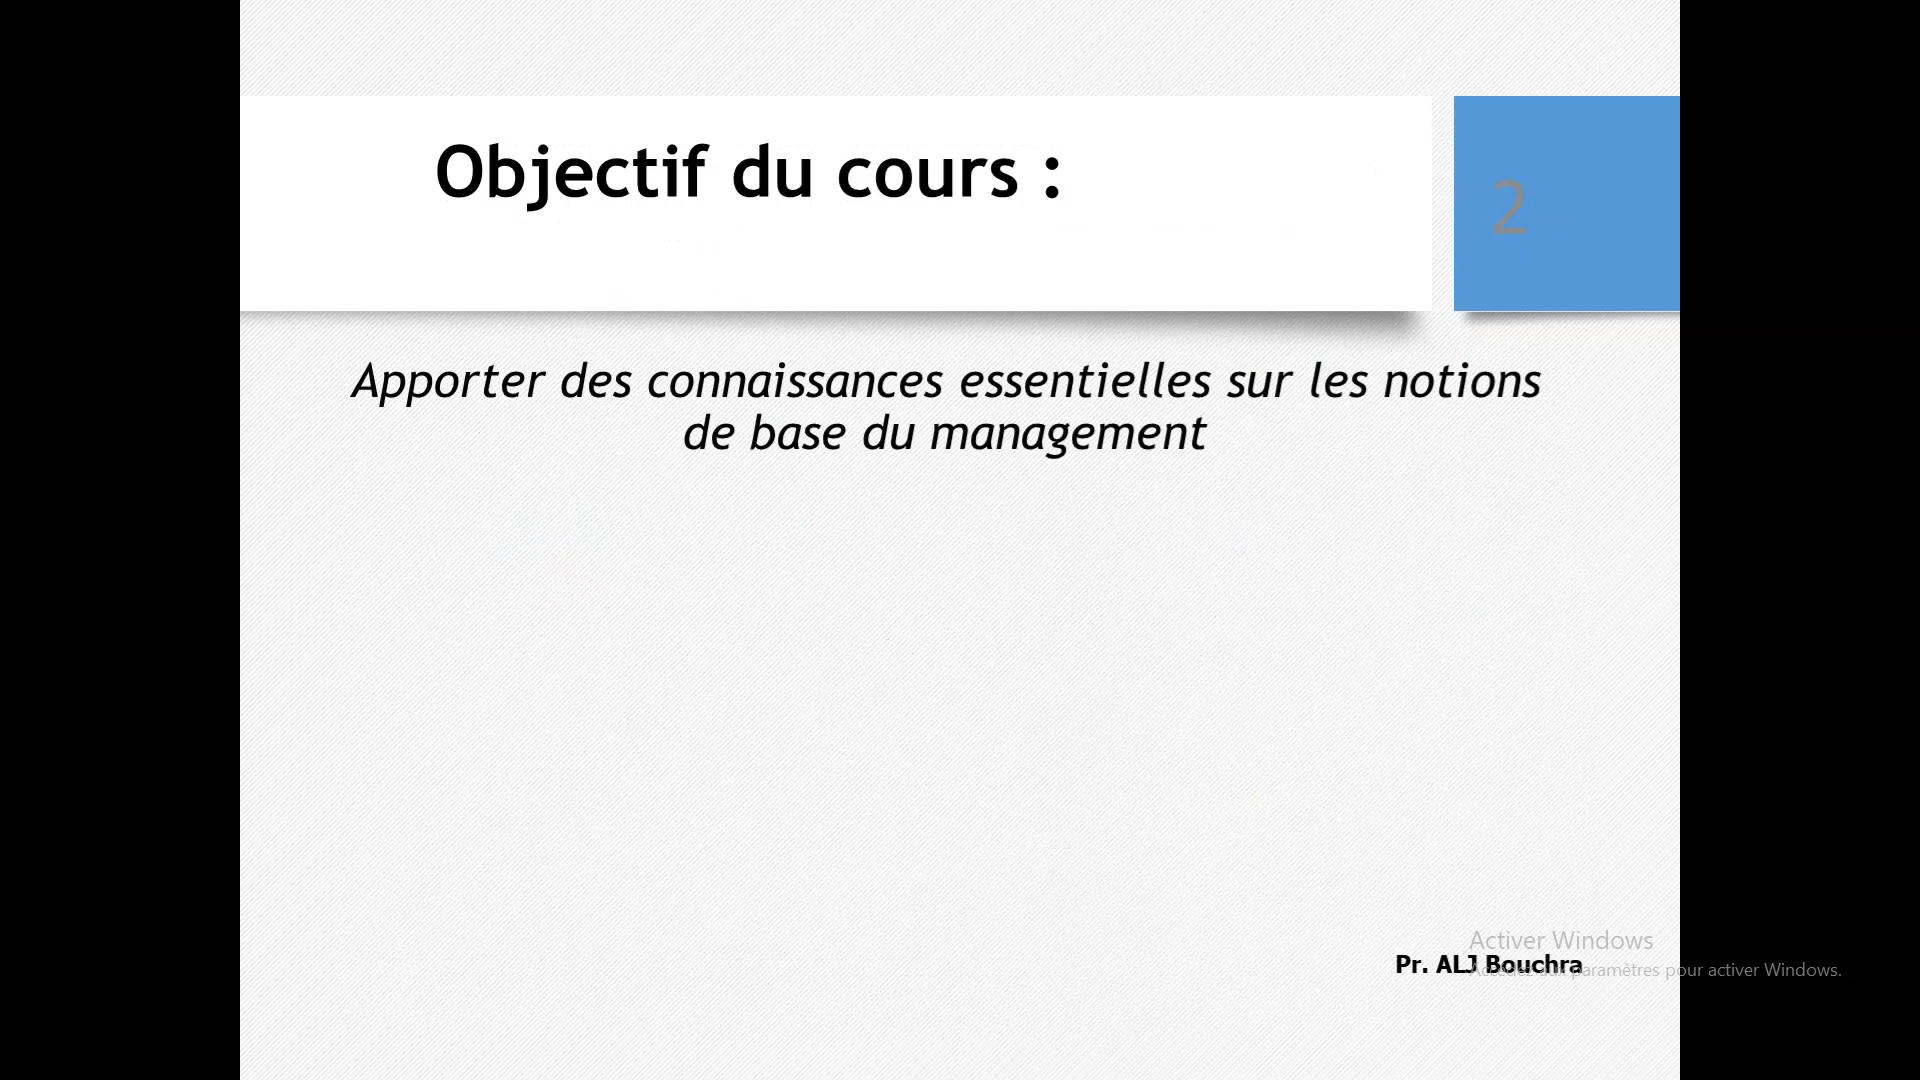 Objectif du cours :
2
Apporter des connaissances essentielles sur les notions
de base du management
Activer Windows
Pr. ALJ Bouchra
Accédez aux paramètres pour activer Windows.